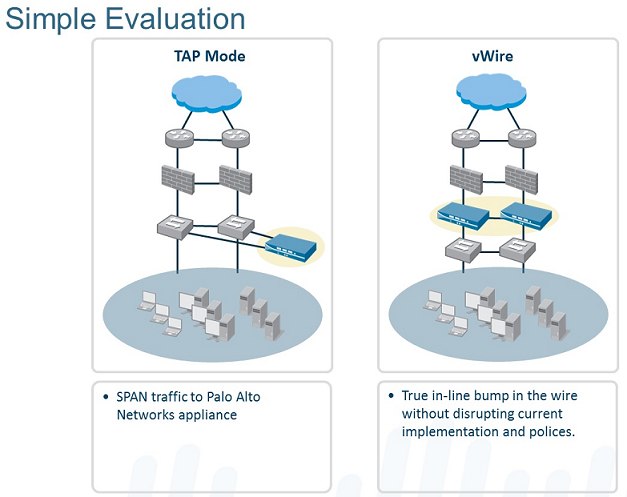 Simple Evaluation
TAP Mode
vWire
• SPAN traffic to Palo Alto
Networks appliance
• True in-line bump in the wire
without disrupting current
implementation and polices.